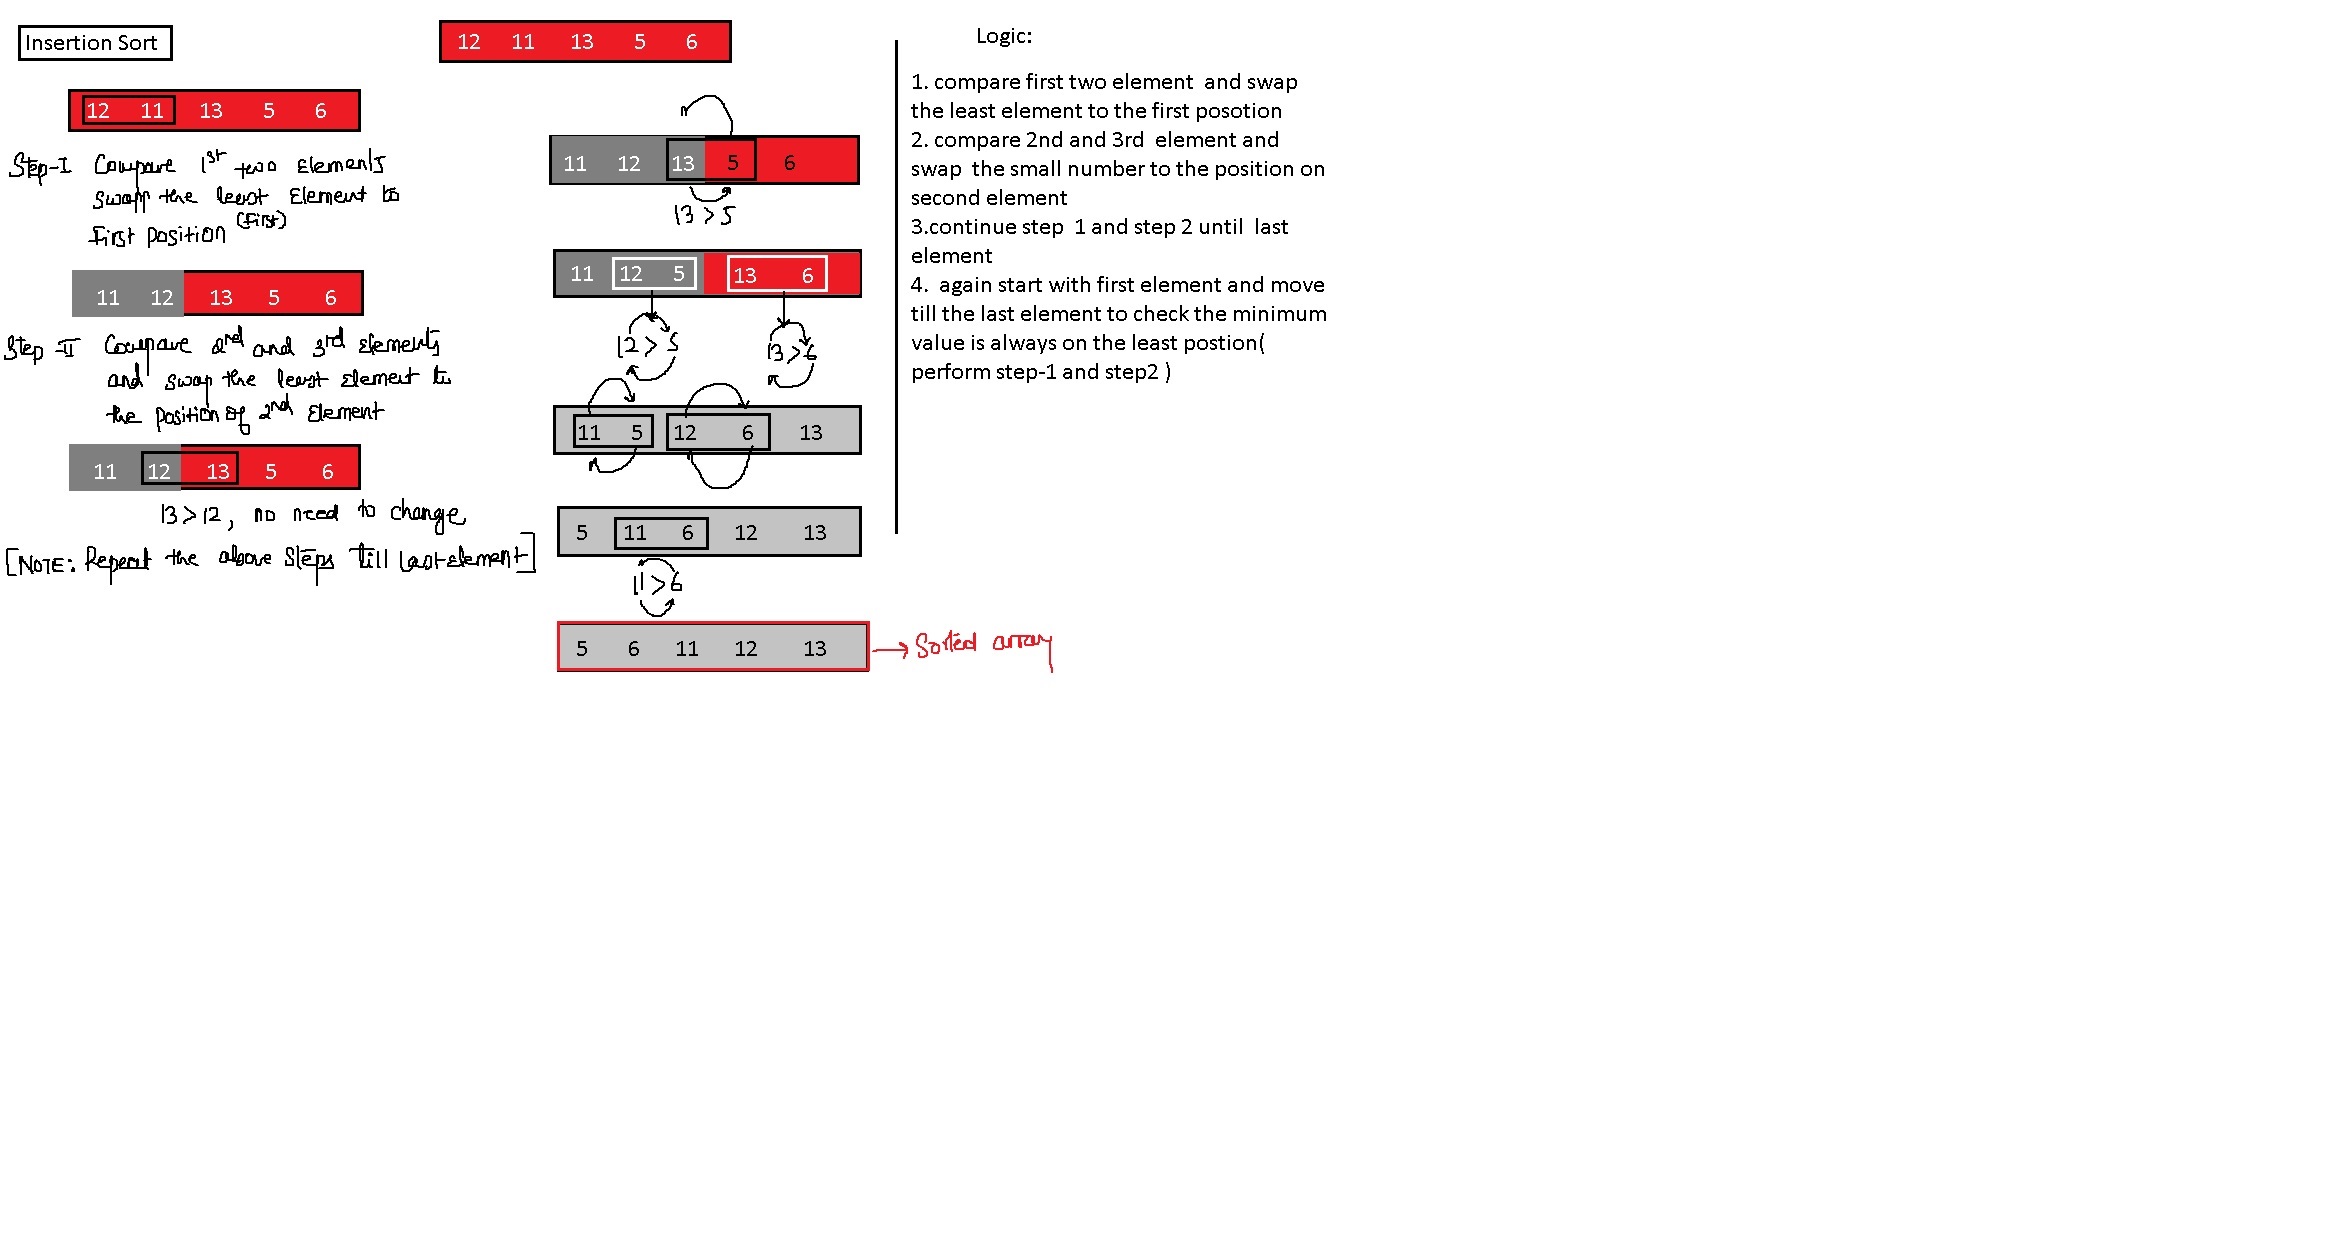 Insertion Sort
12 11 13 5 6
12 11 13 5 6
Step-I Compare 1st two Elements
swap the least Element to
(First)
First position
11 12 13 5 6
Step-II Compare 2nd and 3rd Elements
and swap the least Element to
the position of 2nd Element
11 12 13 5 6
13>12, no need to change
[NOTE: Repeat the above steps till last element]
11 12 13 5 6
13>5
11 12 5 13 6
12>5 13>6
11 5 12 6 13
5 11 6 12 13
11>6
5 6 11 12 13
Sorted array
Logic:
1. compare first two element and swap
the least element to the first posotion
2. compare 2nd and 3rd element and
swap the small number to the position on
second element
3.continue step 1 and step 2 until last
element
4. again start with first element and move
till the last element to check the minimum
value is always on the least postion(
perform step-1 and step2 )